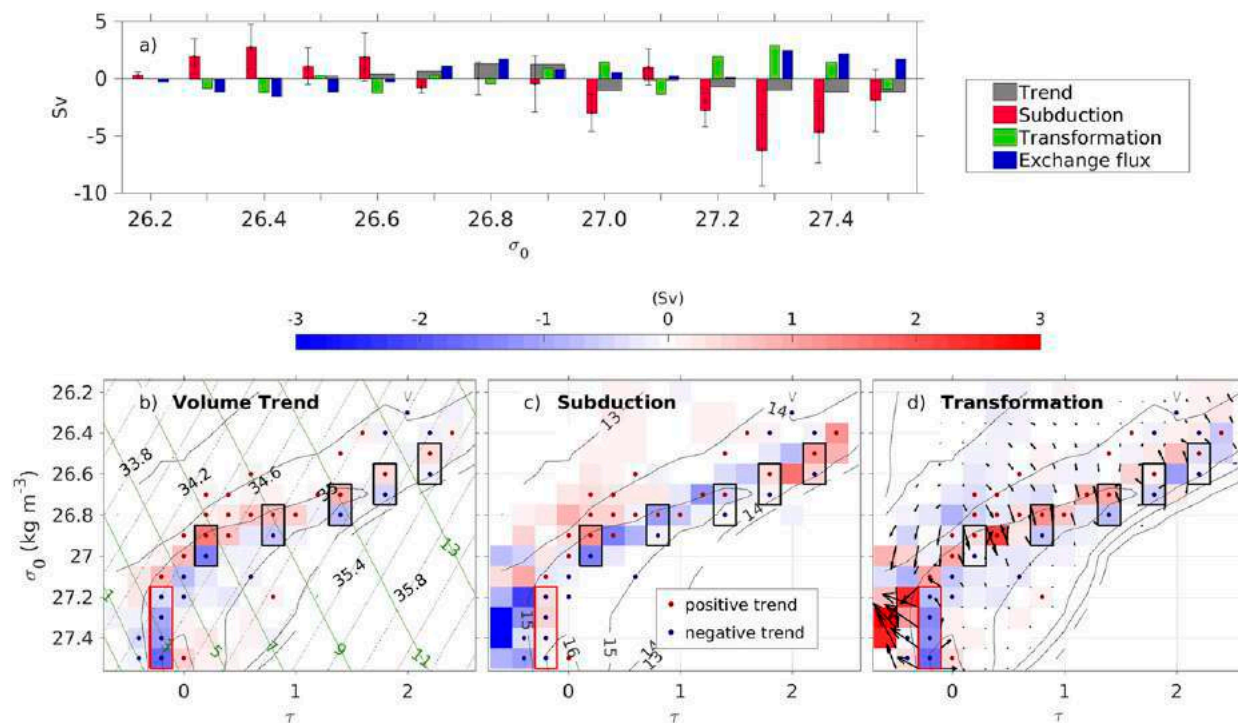 5
a)
0
Sv
-5
-10
26.2 26.4 26.6 26.8 27.0 27.2 27.4
σ0
Trend
Subduction
Transformation
Exchange flux
(Sv)
-3 -2 -1 0 1 2 3
b) Volume Trend
c) Subduction
d) Transformation
26.2
26.4
26.6
26.8
27
27.2
27.4
σ0 (kg m−3)
33.8 34.2 34.6 35 35.4 35.8
1 3 5 7 9 11 13
v
13 14
14
15 16 15 14 13
v
positive trend
negative trend
0 1 2
0 1 2
0 1 2
τ τ τ